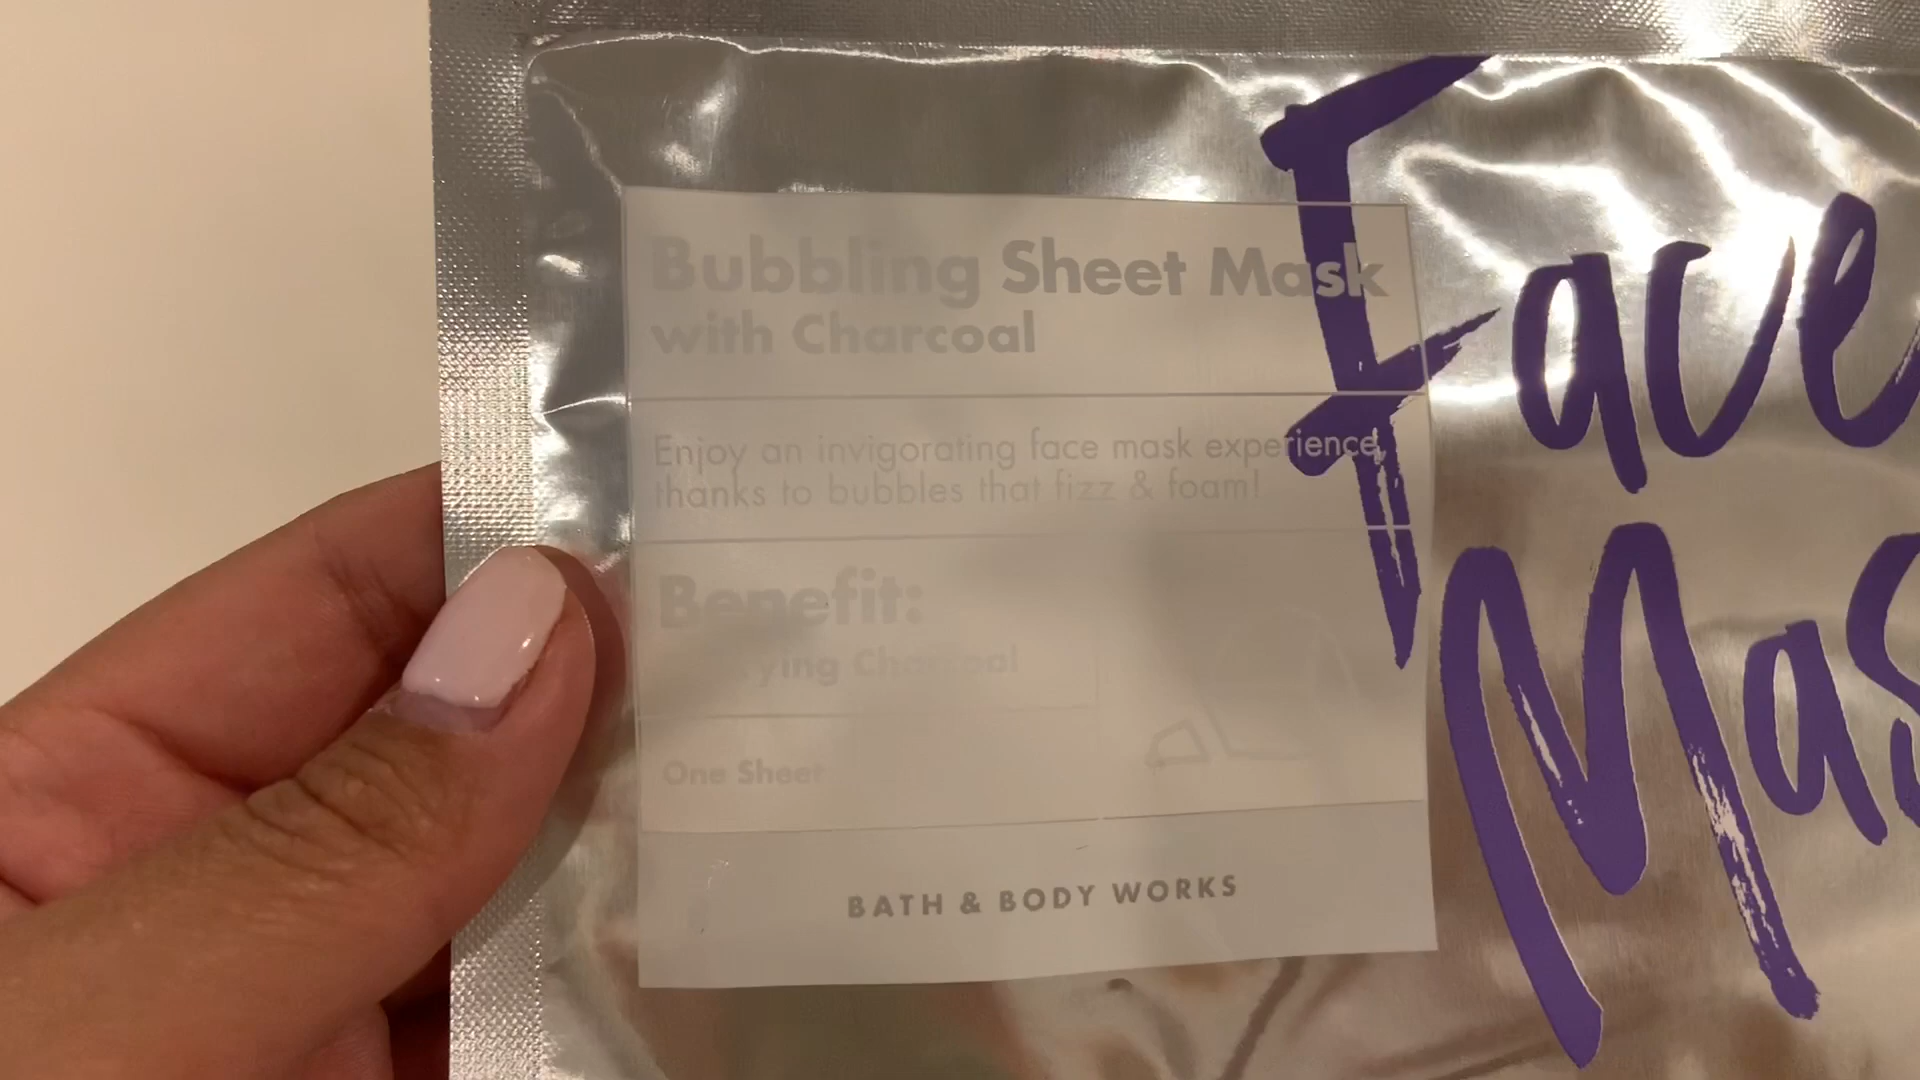 Face
Bubbling Sheet Mask
with Charcoal
Enjoy an invigorating face mask experience,
thanks to bubbles that fizz & foam!
Benefit:
Charcoal
One Sheet
BATH & BODY WORKS